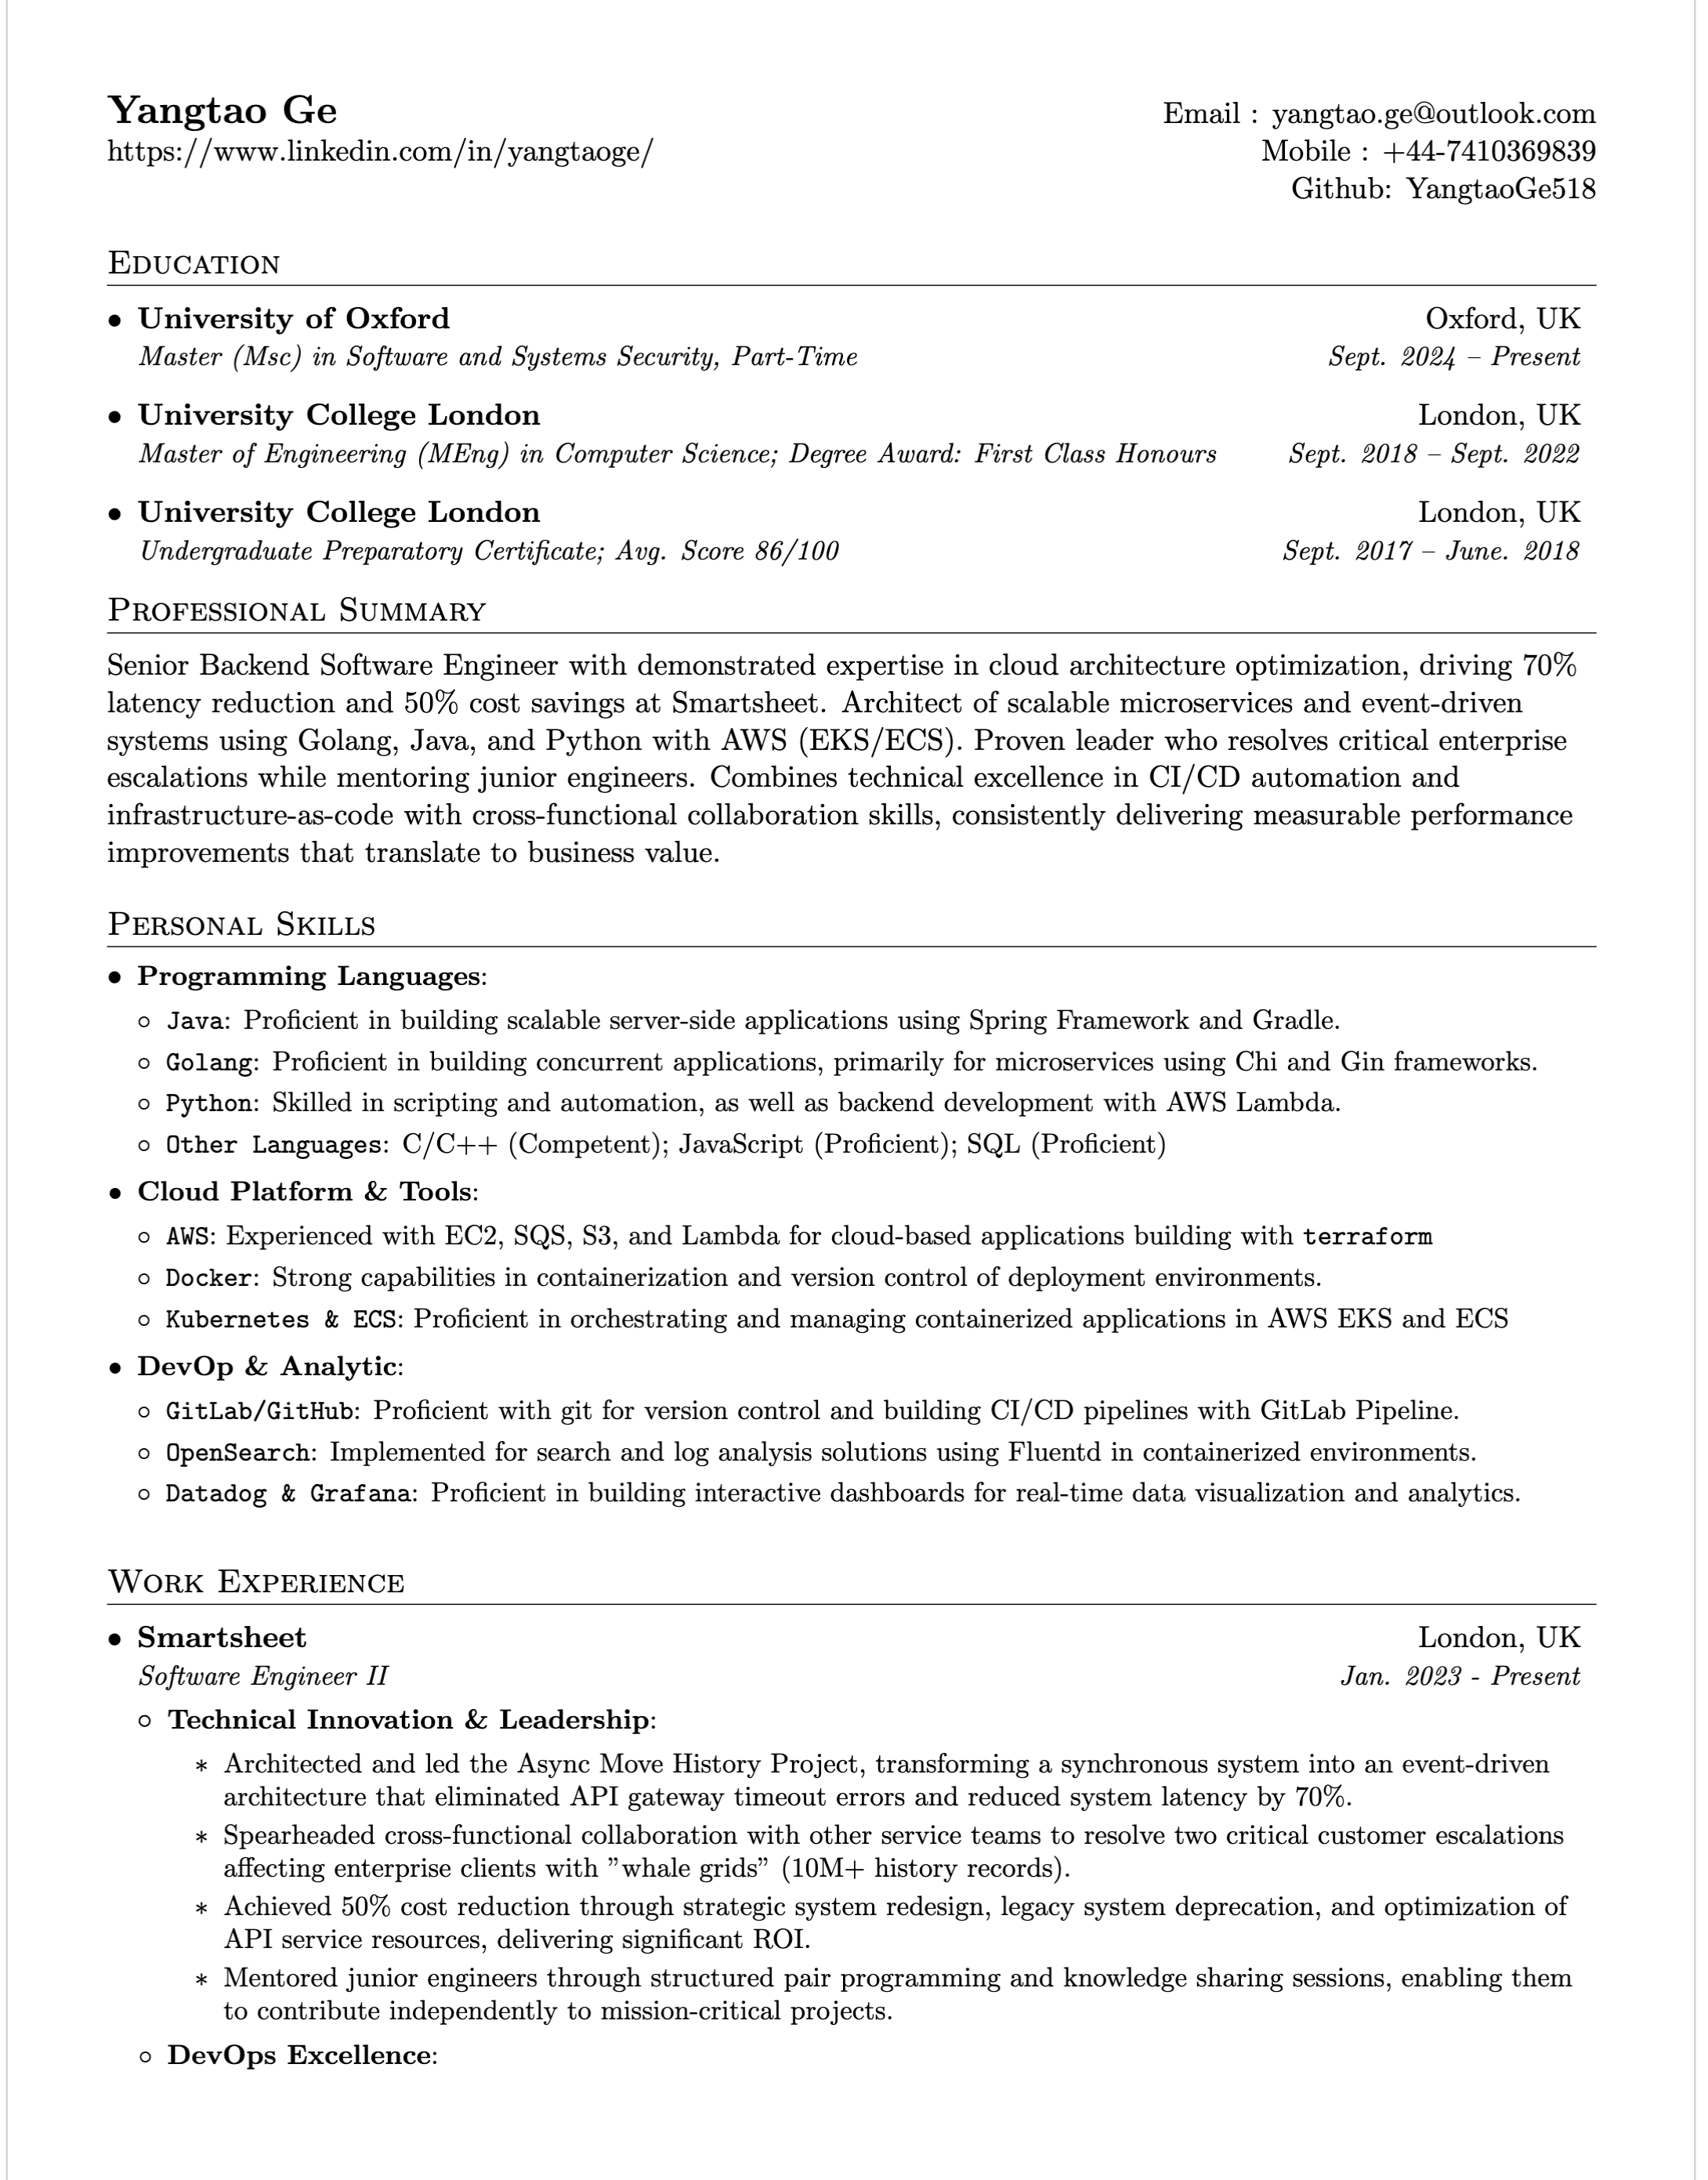 Yangtao Ge
https://www.linkedin.com/in/yangtaoge/
Email : yangtao.ge@outlook.com
Mobile : +44-7410369839
Github: YangtaoGe518
Education
• University of Oxford Oxford, UK
Master (Msc) in Software and Systems Security, Part-Time Sept. 2024 – Present
• University College London London, UK
Master of Engineering (MEng) in Computer Science; Degree Award: First Class Honours Sept. 2018 – Sept. 2022
• University College London London, UK
Undergraduate Preparatory Certificate; Avg. Score 86/100 Sept. 2017 – June. 2018
Professional Summary
Senior Backend Software Engineer with demonstrated expertise in cloud architecture optimization, driving 70%
latency reduction and 50% cost savings at Smartsheet. Architect of scalable microservices and event-driven
systems using Golang, Java, and Python with AWS (EKS/ECS). Proven leader who resolves critical enterprise
escalations while mentoring junior engineers. Combines technical excellence in CI/CD automation and
infrastructure-as-code with cross-functional collaboration skills, consistently delivering measurable performance
improvements that translate to business value.
Personal Skills
• Programming Languages:
○ Java: Proficient in building scalable server-side applications using Spring Framework and Gradle.
○ Golang: Proficient in building concurrent applications, primarily for microservices using Chi and Gin frameworks.
○ Python: Skilled in scripting and automation, as well as backend development with AWS Lambda.
○ Other Languages: C/C++ (Competent); JavaScript (Proficient); SQL (Proficient)
• Cloud Platform & Tools:
○ AWS: Experienced with EC2, SQS, S3, and Lambda for cloud-based applications building with terraform
○ Docker: Strong capabilities in containerization and version control of deployment environments.
○ Kubernetes & ECS: Proficient in orchestrating and managing containerized applications in AWS EKS and ECS
• DevOp & Analytic:
○ GitLab/GitHub: Proficient with git for version control and building CI/CD pipelines with GitLab Pipeline.
○ OpenSearch: Implemented for search and log analysis solutions using Fluentd in containerized environments.
○ Datadog & Grafana: Proficient in building interactive dashboards for real-time data visualization and analytics.
Work Experience
• Smartsheet London, UK
Software Engineer II Jan. 2023 - Present
○ Technical Innovation & Leadership:
∗ Architected and led the Async Move History Project, transforming a synchronous system into an event-driven
architecture that eliminated API gateway timeout errors and reduced system latency by 70%.
∗ Spearheaded cross-functional collaboration with other service teams to resolve two critical customer escalations
affecting enterprise clients with ”whale grids” (10M+ history records).
∗ Achieved 50% cost reduction through strategic system redesign, legacy system deprecation, and optimization of
API service resources, delivering significant ROI.
∗ Mentored junior engineers through structured pair programming and knowledge sharing sessions, enabling them
to contribute independently to mission-critical projects.
○ DevOps Excellence: